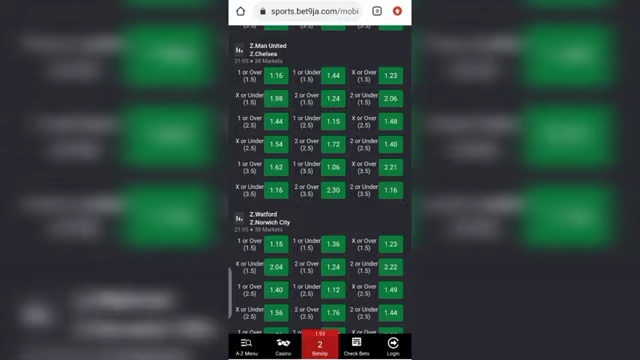 sports.bet9ja.com/mobi
Z.Man United
Z.Chelsea
21:05 • 38 Markets
1 or Over (1.5) 1.16 1 or Under (1.5) 1.44 X or Over (1.5) 1.23
X or Under (1.5) 1.98 2 or Over (1.5) 1.24 2 or Under (1.5) 2.06
1 or Over (2.5) 1.44 1 or Under (2.5) 1.15 X or Over (2.5) 1.48
X or Under (2.5) 1.54 2 or Over (2.5) 1.72 2 or Under (2.5) 1.40
1 or Over (3.5) 1.62 1 or Under (3.5) 1.06 X or Over (3.5) 2.21
X or Under (3.5) 1.16 2 or Over (3.5) 2.30 2 or Under (3.5) 1.16
Z.Watford
Z.Norwich City
21:05 • 38 Markets
1 or Over (1.5) 1.15 1 or Under (1.5) 1.36 X or Over (1.5) 1.23
X or Under (1.5) 2.04 2 or Over (1.5) 1.24 2 or Under (1.5) 2.22
1 or Over (2.5) 1.40 1 or Under (2.5) 1.12 X or Over (2.5) 1.49
X or Under (2.5) 1.56 2 or Over (2.5) 1.76 2 or Under (2.5) 1.44
1.93
2
A-Z Menu Casino Betslip Check Bets Login